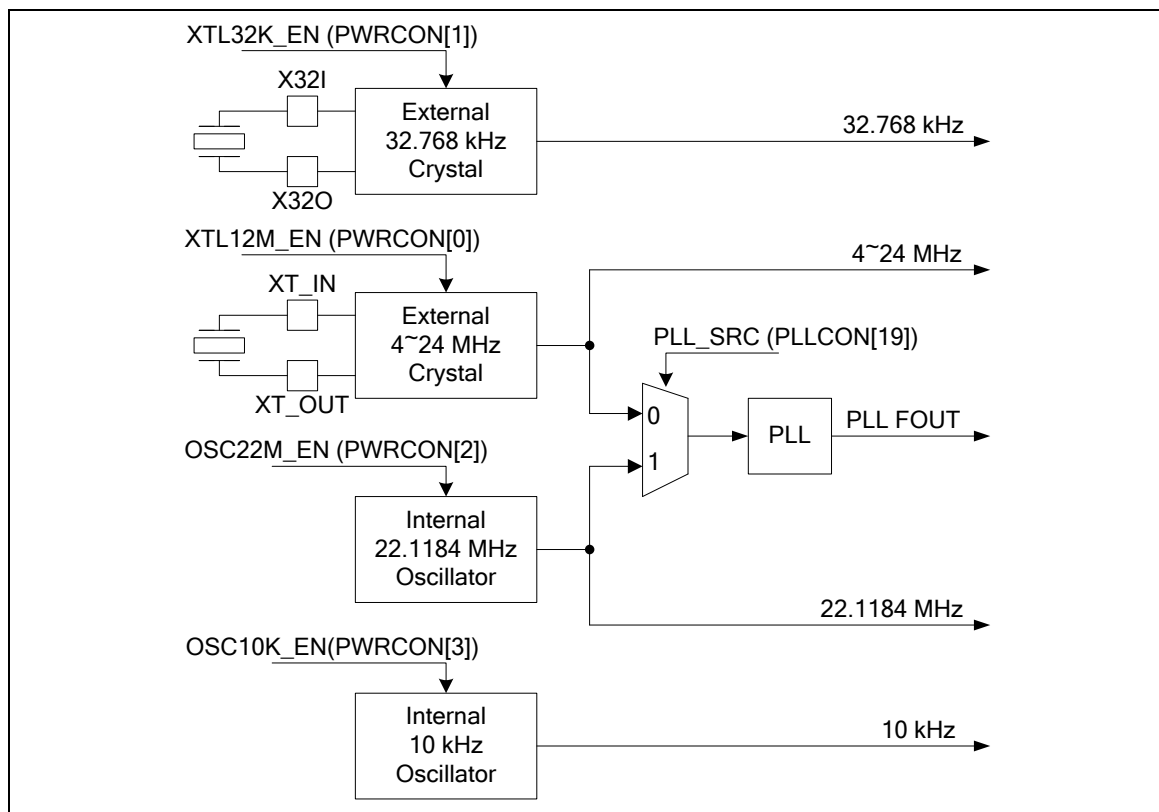 XTL32K_EN (PWRCON[1])
X32I
External
32.768 kHz
Crystal
32.768 kHz
X32O
XTL12M_EN (PWRCON[0])
4~24 MHz
XT_IN
External
4~24 MHz
Crystal
PLL_SRC (PLLCON[19])
XT_OUT
0
PLL
PLL FOUT
1
OSC22M_EN (PWRCON[2])
Internal
22.1184 MHz
Oscillator
22.1184 MHz
OSC10K_EN(PWRCON[3])
Internal
10 kHz
Oscillator
10 kHz